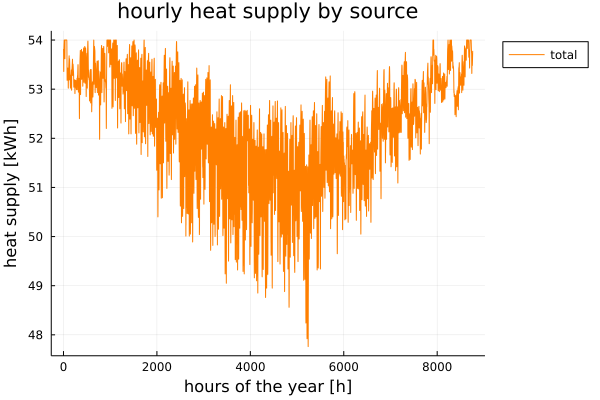 hourly heat supply by source
total
heat supply [kWh]
54
53
52
51
50
49
48
0 2000 4000 6000 8000
hours of the year [h]